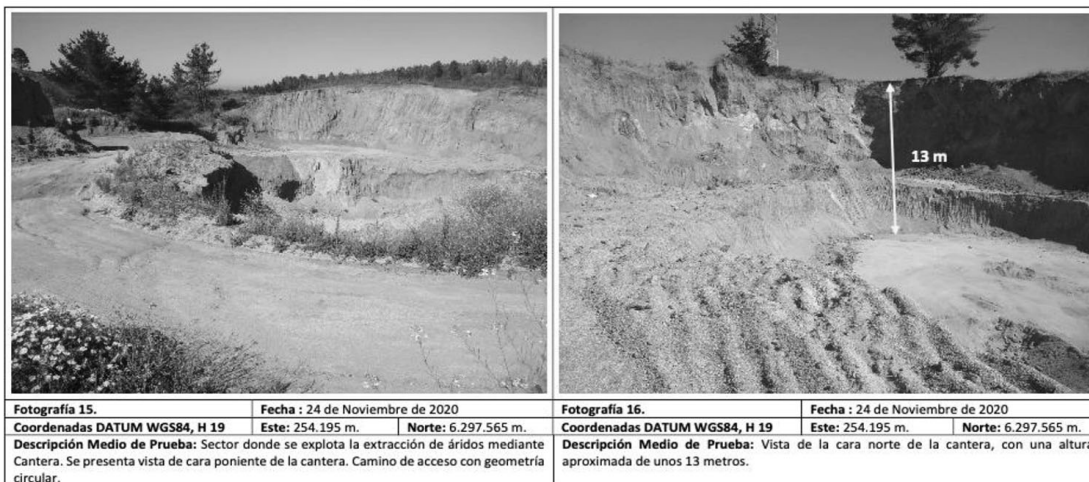 13 m
Fotografía 15.
Fecha : 24 de Noviembre de 2020
Coordenadas DATUM WGS84, H 19
Este: 254.195 m.
Norte: 6.297.565 m.
Descripción Medio de Prueba: Sector donde se explota la extracción de áridos mediante
Cantera. Se presenta vista de cara poniente de la cantera. Camino de acceso con geometría
circular.
Fotografía 16.
Fecha : 24 de Noviembre de 2020
Coordenadas DATUM WGS84, H 19
Este: 254.195 m.
Norte: 6.297.565 m.
Descripción Medio de Prueba: Vista de la cara norte de la cantera, con una altura
aproximada de unos 13 metros.